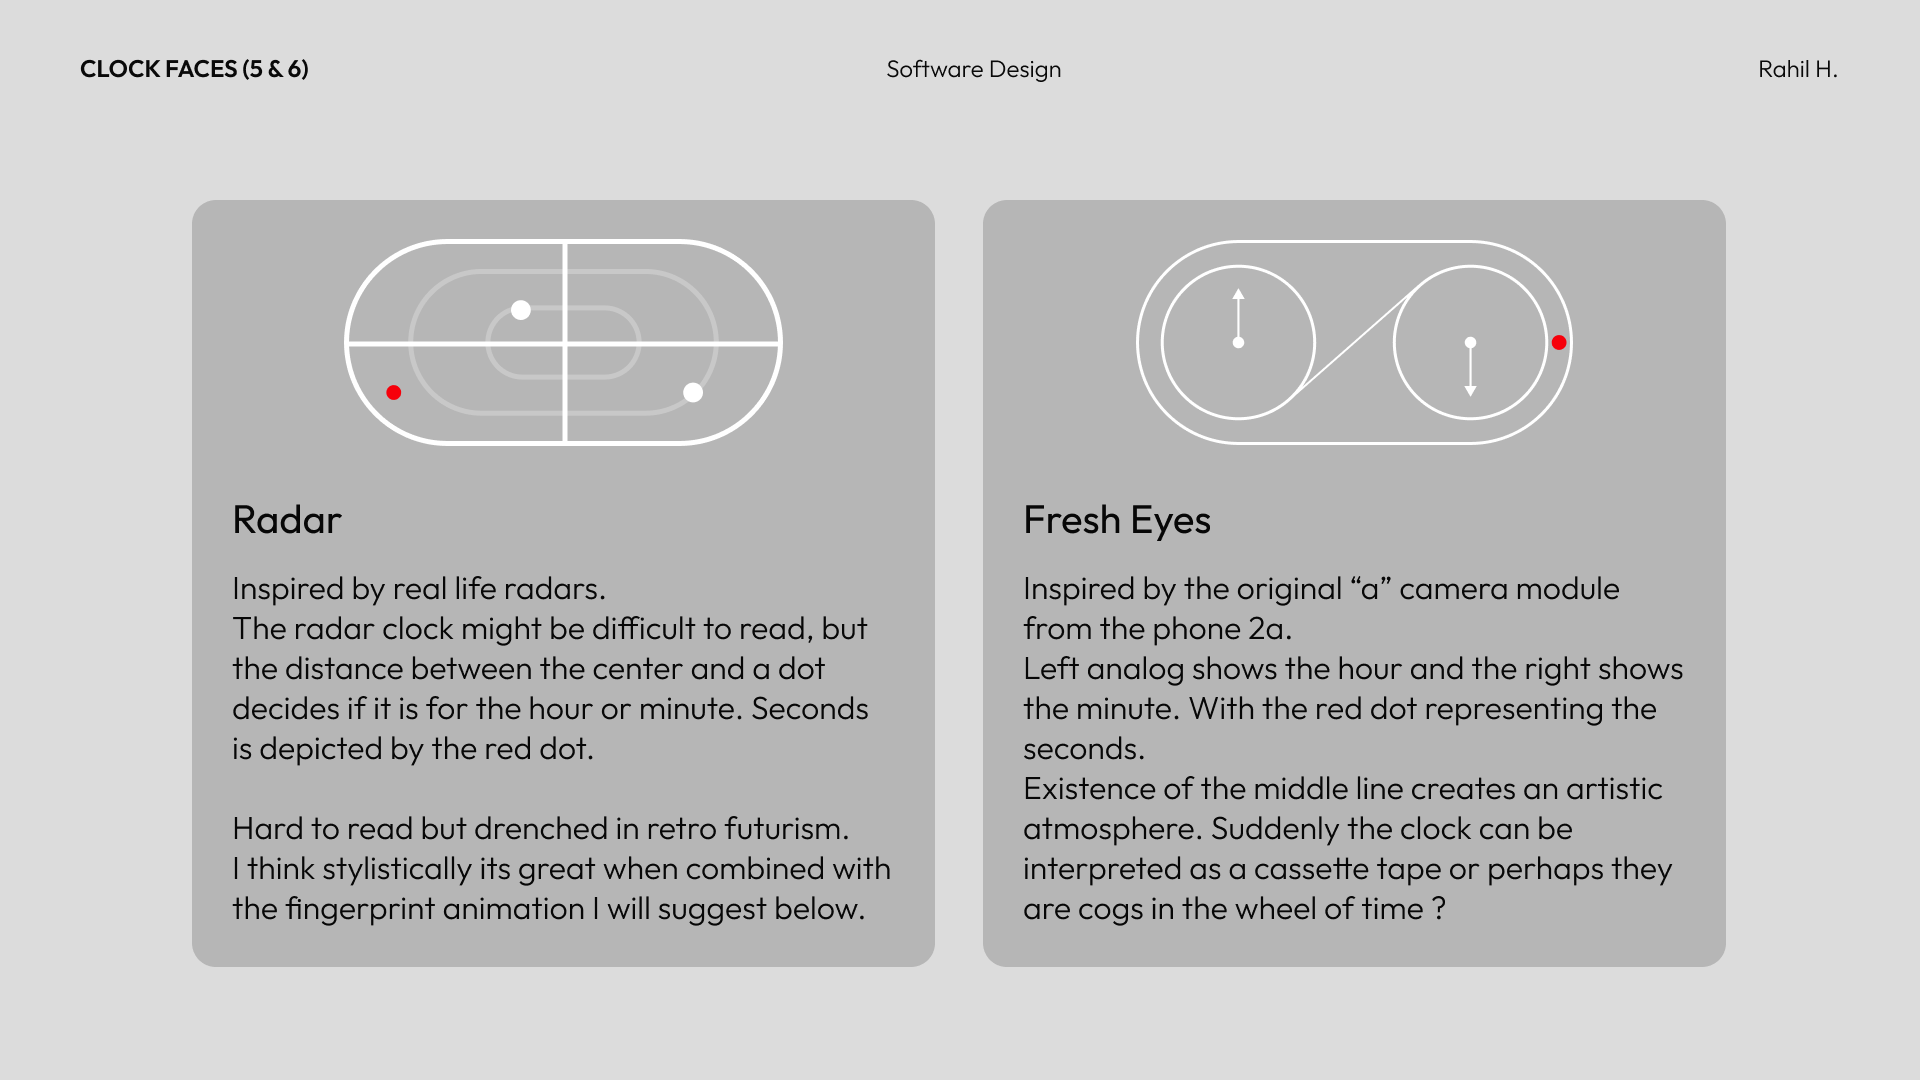 CLOCK FACES (5 & 6)
Software Design
Rahil H.
Radar
Inspired by real life radars.
The radar clock might be difficult to read, but
the distance between the center and a dot
decides if it is for the hour or minute. Seconds
is depicted by the red dot.
Hard to read but drenched in retro futurism.
I think stylistically its great when combined with
the fingerprint animation I will suggest below.
Fresh Eyes
Inspired by the original “a” camera module
from the phone 2a.
Left analog shows the hour and the right shows
the minute. With the red dot representing the
seconds.
Existence of the middle line creates an artistic
atmosphere. Suddenly the clock can be
interpreted as a cassette tape or perhaps they
are cogs in the wheel of time ?